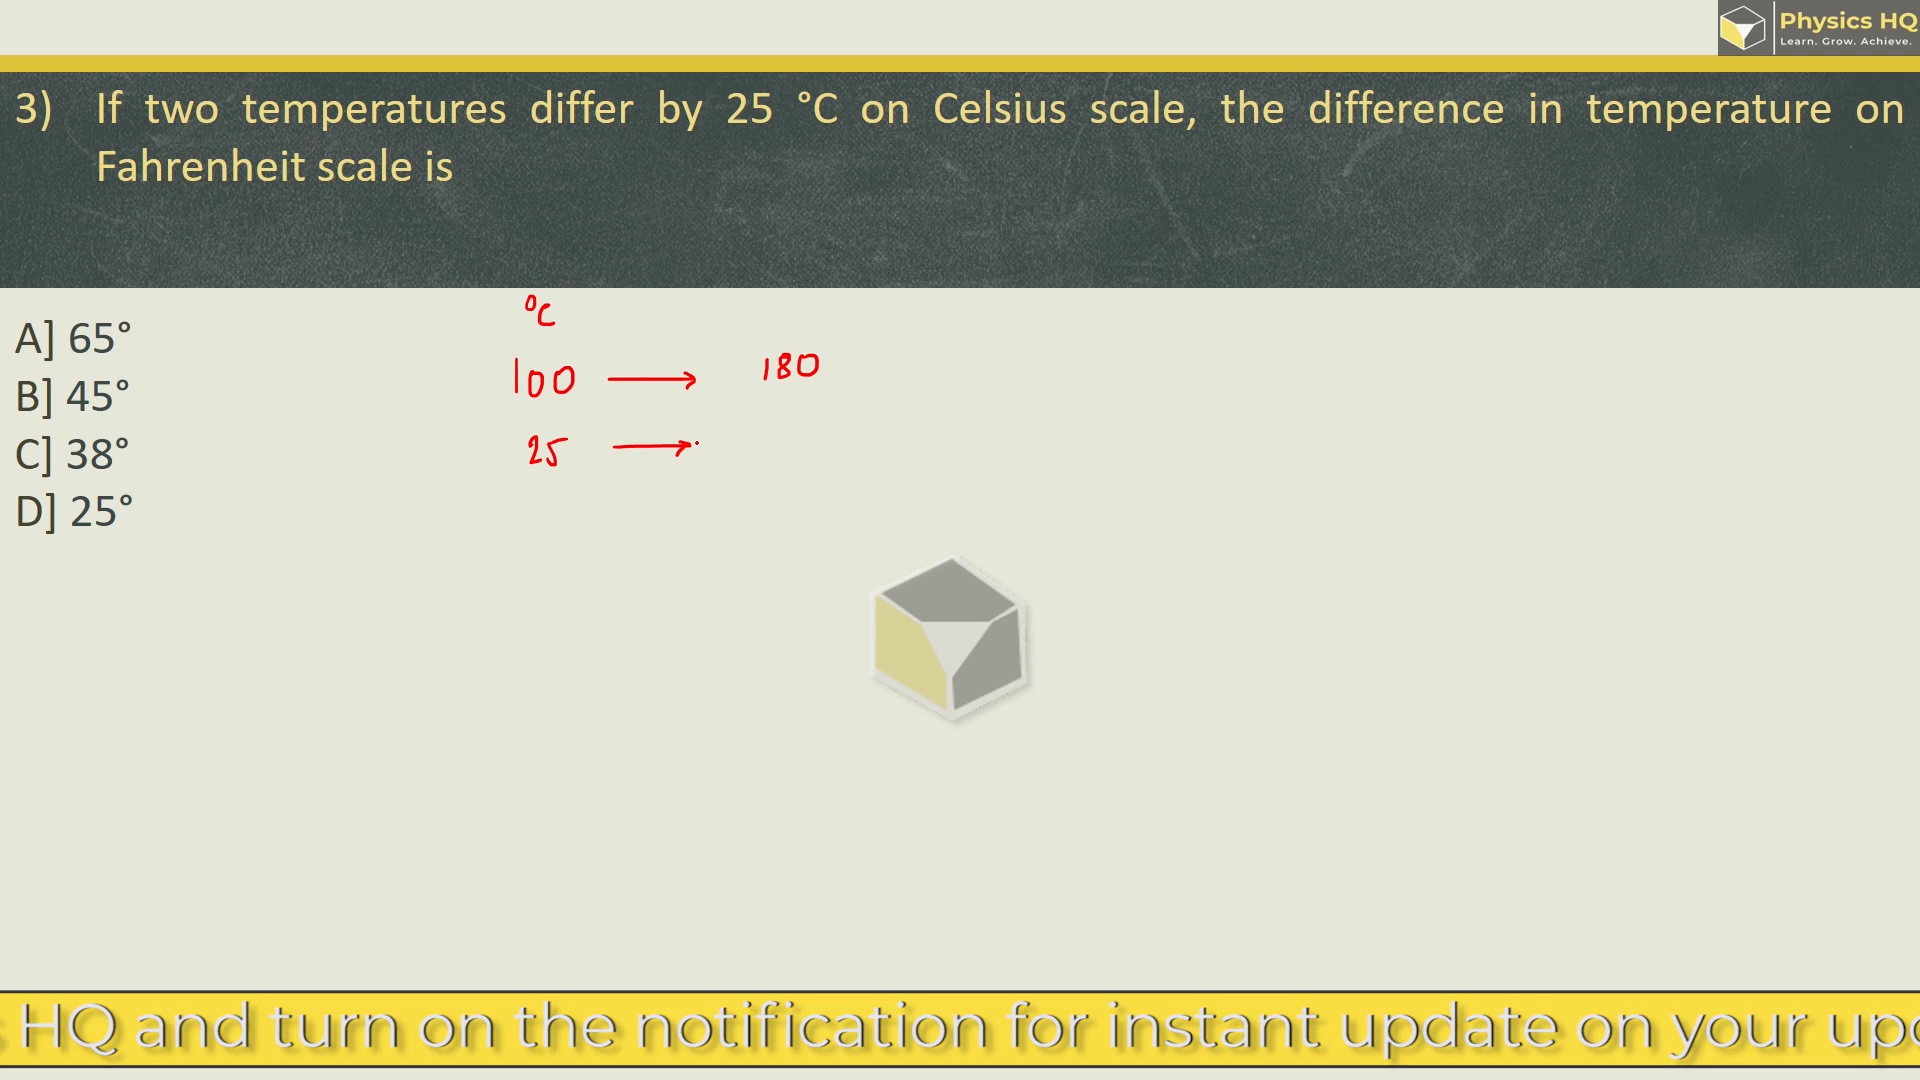 Physics HQ
Learn. Grow. Achieve.
3) If two temperatures differ by 25 °C on Celsius scale, the difference in temperature on
Fahrenheit scale is
A] 65°
B] 45°
C] 38°
D] 25°
°C
100 → 180
25 →
HQ and turn on the notification for instant update on your